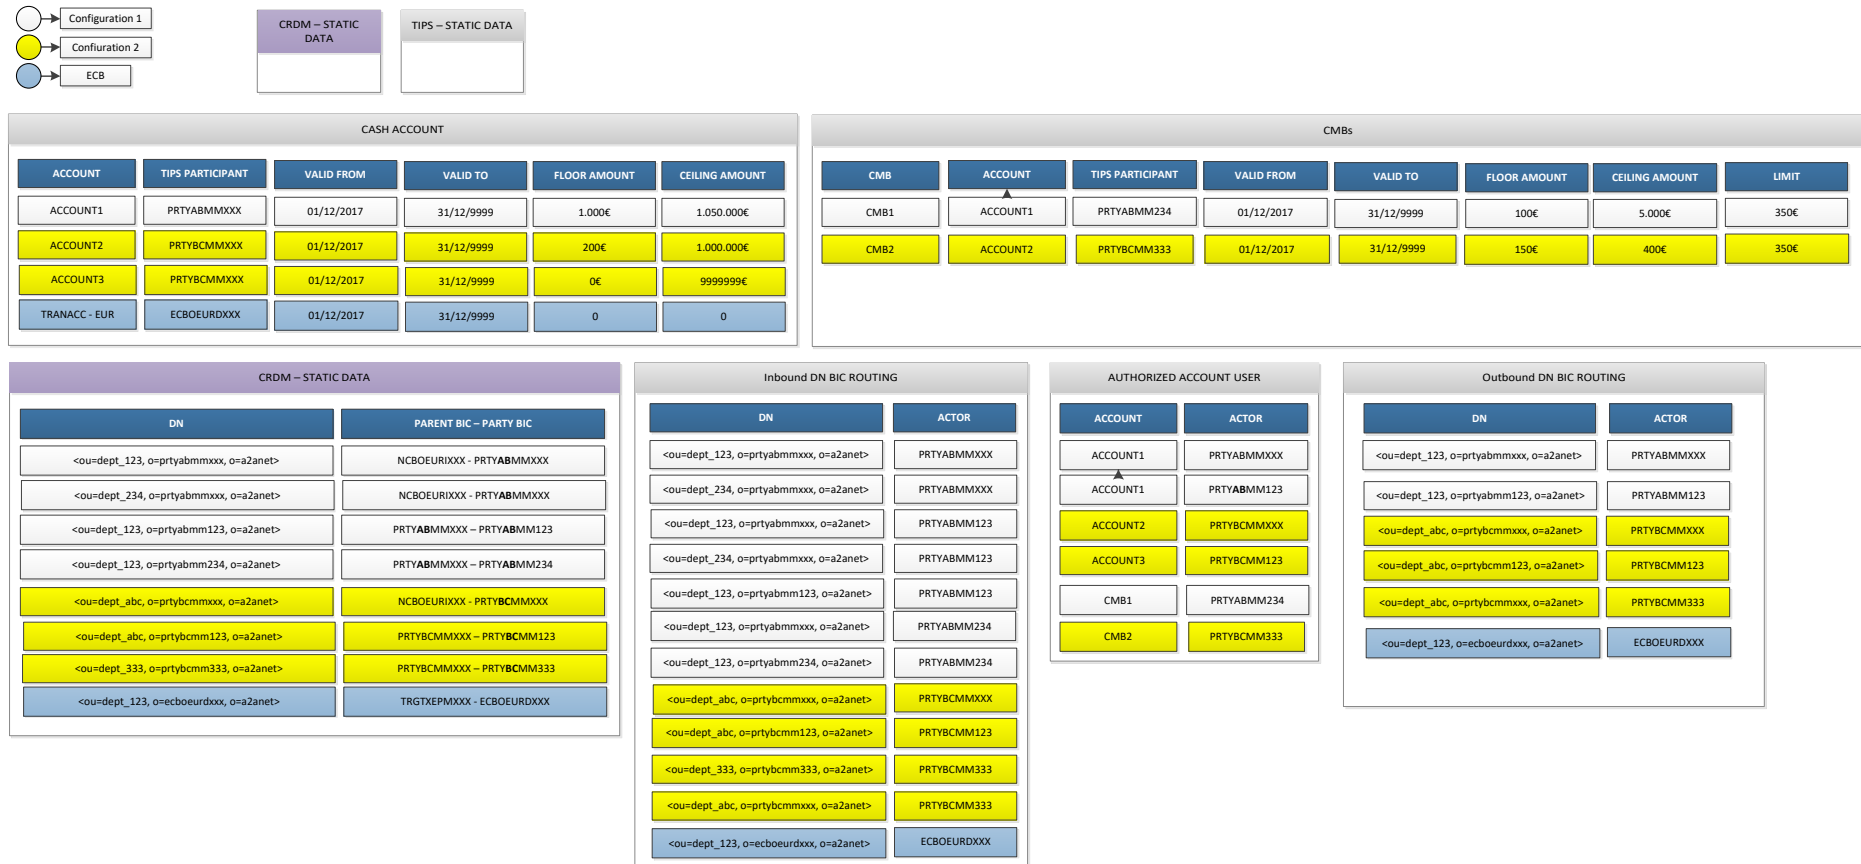 Configuration 1
Confiuration 2
ECB
CRDM – STATIC
DATA
TIPS – STATIC DATA
CASH ACCOUNT
ACCOUNT TIPS PARTICIPANT VALID FROM VALID TO FLOOR AMOUNT CEILING AMOUNT
ACCOUNT1 PRTYABMMXXX 01/12/2017 31/12/9999 1.000€ 1.050.000€
ACCOUNT2 PRTYBCMMXXX 01/12/2017 31/12/9999 200€ 1.000.000€
ACCOUNT3 PRTYBCMMXXX 01/12/2017 31/12/9999 0€ 9999999€
TRANACC - EUR ECBOEURDXXX 01/12/2017 31/12/9999 0 0
CMBs
CMB ACCOUNT TIPS PARTICIPANT VALID FROM VALID TO FLOOR AMOUNT CEILING AMOUNT LIMIT
CMB1 ACCOUNT1 PRTYABMM234 01/12/2017 31/12/9999 100€ 5.000€ 350€
CMB2 ACCOUNT2 PRTYBCMM333 01/12/2017 31/12/9999 150€ 400€ 350€
CRDM – STATIC DATA
DN PARENT BIC – PARTY BIC
<ou=dept_123, o=prtyabmmxxx, o=a2anet> NCBOEURIXXX - PRTYABMMXXX
<ou=dept_234, o=prtyabmmxxx, o=a2anet> NCBOEURIXXX - PRTYABMMXXX
<ou=dept_123, o=prtyabmm123, o=a2anet> PRTYABMMXXX – PRTYABMM123
<ou=dept_123, o=prtyabmm234, o=a2anet> PRTYABMMXXX – PRTYABMM234
<ou=dept_abc, o=prtybcmmxxx, o=a2anet> NCBOEURIXXX - PRTYBCMMXXX
<ou=dept_abc, o=prtybcmm123, o=a2anet> PRTYBCMMXXX – PRTYBCMM123
<ou=dept_333, o=prtybcmm333, o=a2anet> PRTYBCMMXXX – PRTYBCMM333
<ou=dept_123, o=ecboeurdxxx, o=a2anet> TRGTXEPMXXX - ECBOEURDXXX
Inbound DN BIC ROUTING
DN ACTOR
<ou=dept_123, o=prtyabmmxxx, o=a2anet> PRTYABMMXXX
<ou=dept_234, o=prtyabmmxxx, o=a2anet> PRTYABMMXXX
<ou=dept_123, o=prtyabmmxxx, o=a2anet> PRTYABMM123
<ou=dept_234, o=prtyabmmxxx, o=a2anet> PRTYABMM123
<ou=dept_123, o=prtyabmm123, o=a2anet> PRTYABMM123
<ou=dept_123, o=prtyabmmxxx, o=a2anet> PRTYABMM234
<ou=dept_123, o=prtyabmm234, o=a2anet> PRTYABMM234
<ou=dept_abc, o=prtybcmmxxx, o=a2anet> PRTYBCMMXXX
<ou=dept_abc, o=prtybcmm123, o=a2anet> PRTYBCMM123
<ou=dept_333, o=prtybcmm333, o=a2anet> PRTYBCMM333
<ou=dept_abc, o=prtybcmmxxx, o=a2anet> PRTYBCMM333
<ou=dept_123, o=ecboeurdxxx, o=a2anet> ECBOEURDXXX
AUTHORIZED ACCOUNT USER
ACCOUNT ACTOR
ACCOUNT1 PRTYABMMXXX
ACCOUNT1 PRTYABMM123
ACCOUNT2 PRTYBCMMXXX
ACCOUNT3 PRTYBCMM123
CMB1 PRTYABMM234
CMB2 PRTYBCMM333
Outbound DN BIC ROUTING
DN ACTOR
<ou=dept_123, o=prtyabmmxxx, o=a2anet> PRTYABMMXXX
<ou=dept_123, o=prtyabmm123, o=a2anet> PRTYABMM123
<ou=dept_abc, o=prtybcmmxxx, o=a2anet> PRTYBCMMXXX
<ou=dept_abc, o=prtybcmm123, o=a2anet> PRTYBCMM123
<ou=dept_abc, o=prtybcmmxxx, o=a2anet> PRTYBCMM333
<ou=dept_123, o=ecboeurdxxx, o=a2anet> ECBOEURDXXX